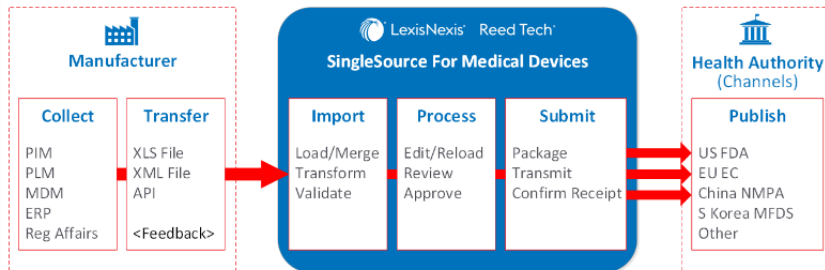 Manufacturer
Collect
PIM
PLM
MDM
ERP
Reg Affairs
Transfer
XLS File
XML File
API
<Feedback>
LexisNexis® Reed Tech®
SingleSource For Medical Devices
Import
Load/Merge
Transform
Validate
Process
Edit/Reload
Review
Approve
Submit
Package
Transmit
Confirm Receipt
Health Authority
(Channels)
Publish
US FDA
EU EC
China NMPA
S Korea MFDS
Other